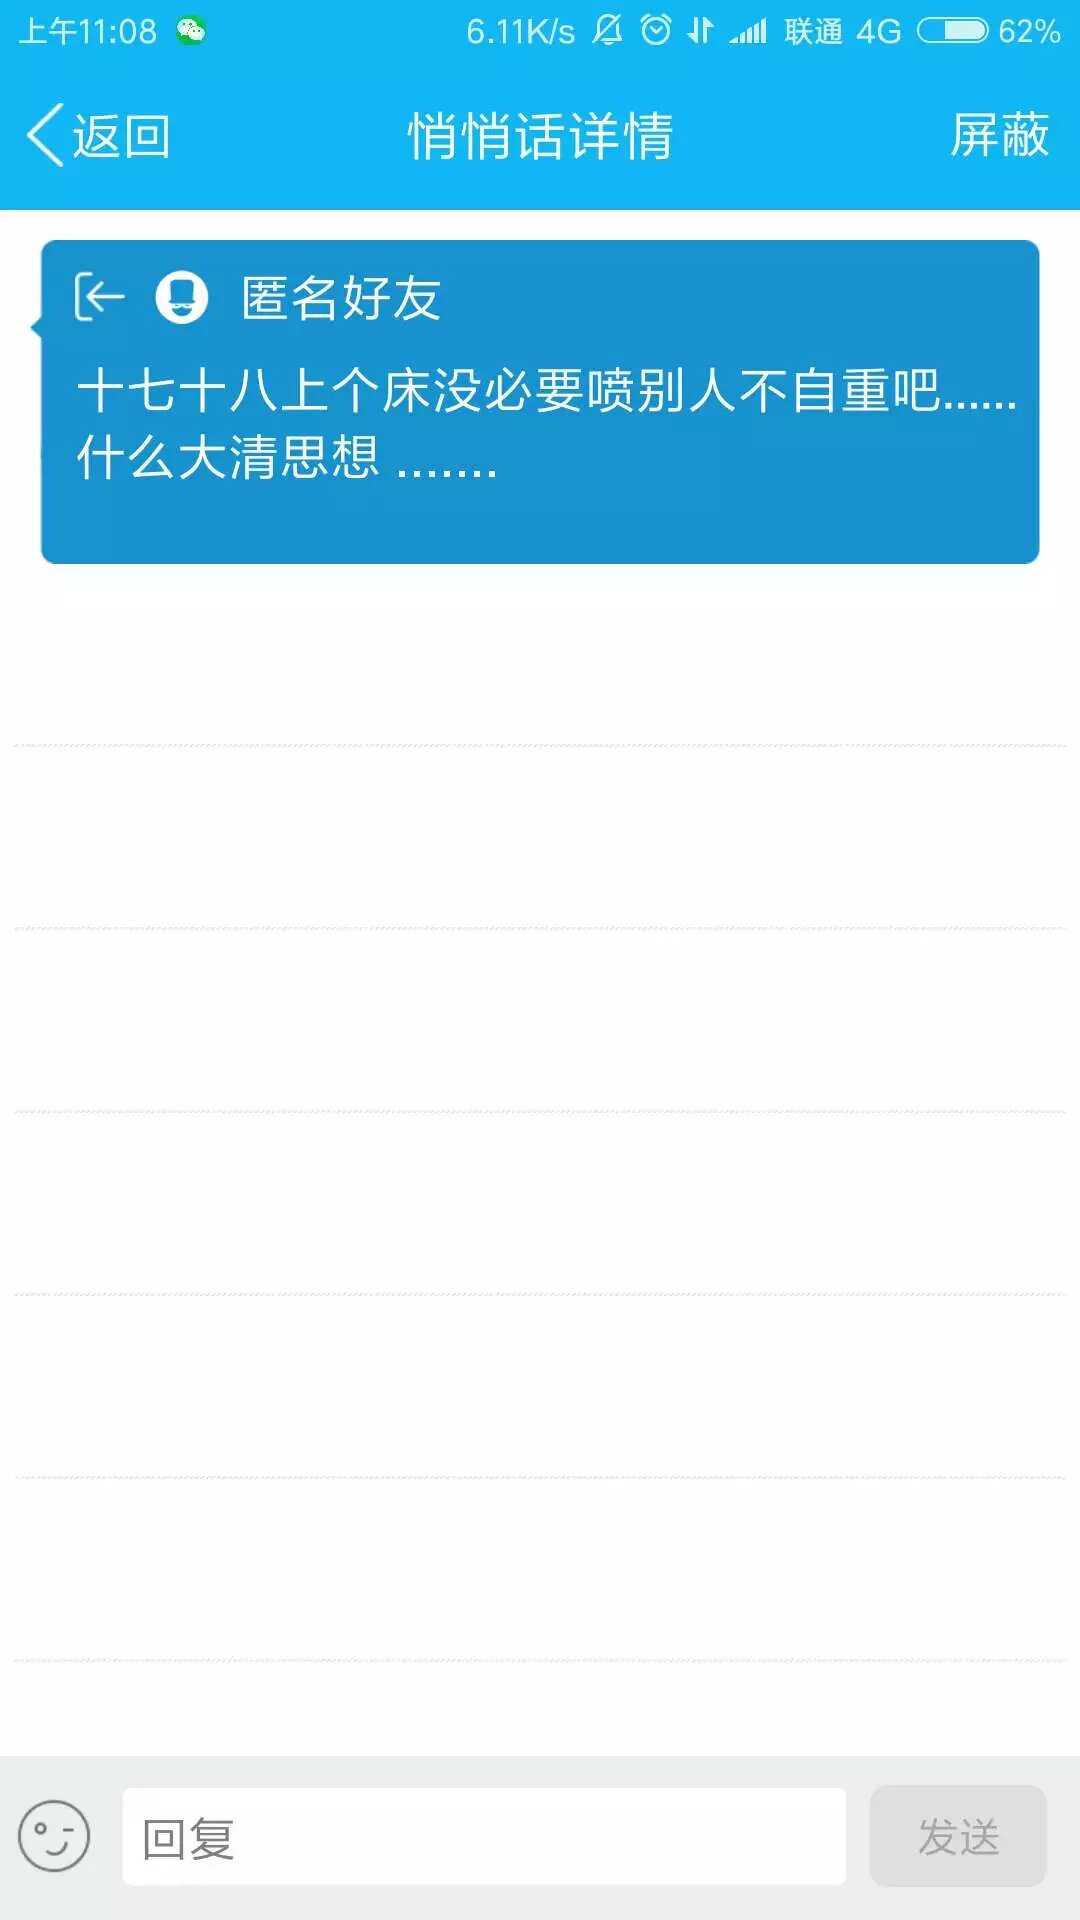 上午11:08 6.11K/s 联通 4G 62%
返回 悄悄话详情 屏蔽
匿名好友
十七十八上个床没必要喷别人不自重吧......
什么大清思想 .......
回复 发送